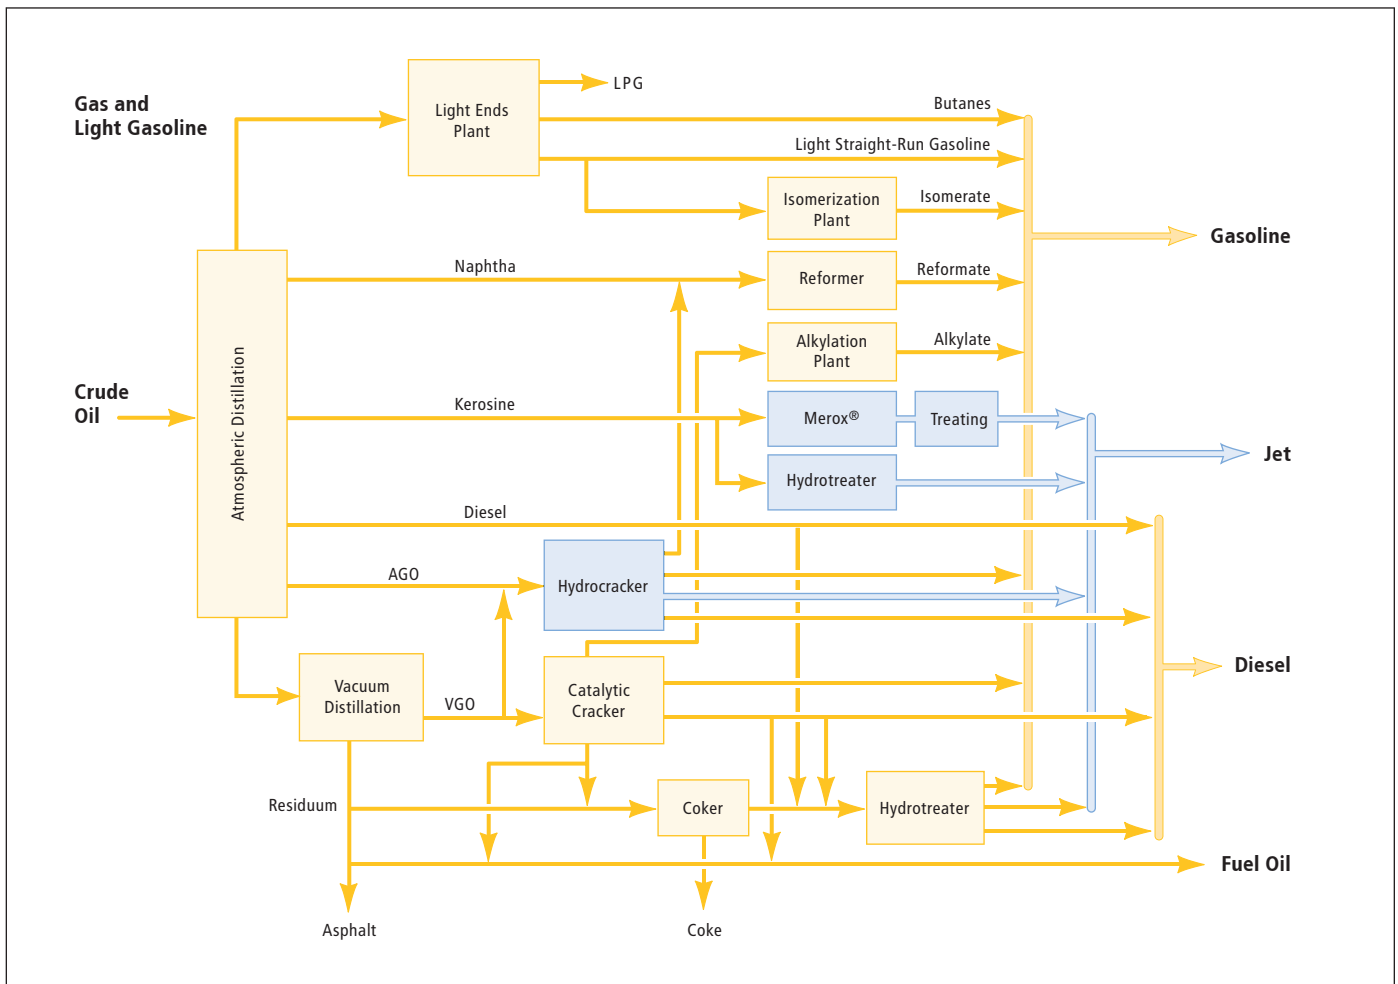 Gas and
Light Gasoline
Light Ends
Plant
LPG
Butanes
Light Straight-Run Gasoline
Isomerization
Plant
Isomerate
Gasoline
Naphtha
Reformer
Reformate
Alkylation
Plant
Alkylate
Crude
Oil
Atmospheric Distillation
Kerosine
Merox®
Treating
Jet
Hydrotreater
Diesel
AGO
Hydrocracker
Vacuum
Distillation
VGO
Catalytic
Cracker
Diesel
Residuum
Coker
Hydrotreater
Fuel Oil
Asphalt
Coke